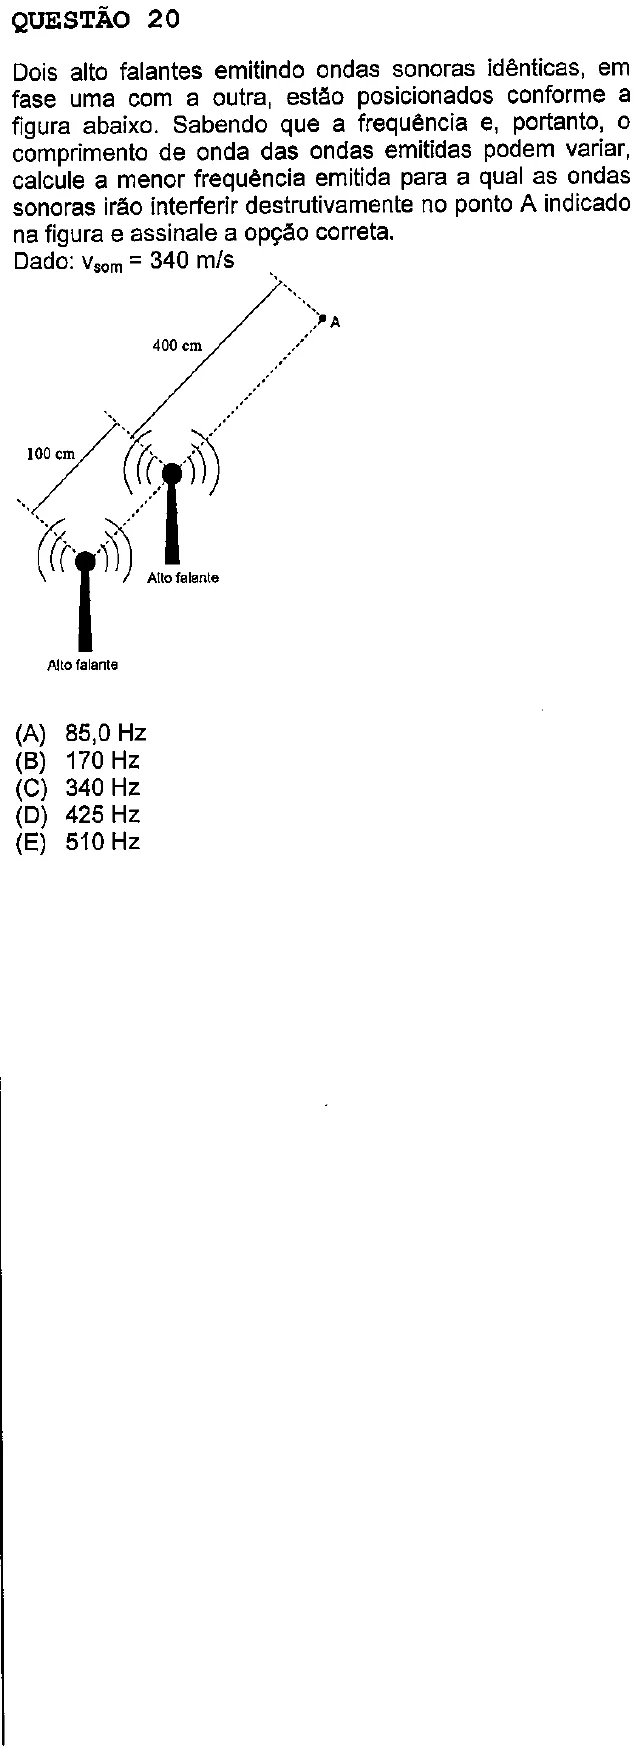 QUESTÃO 20
Dois alto falantes emitindo ondas sonoras idênticas, em
fase uma com a outra, estão posicionados conforme a
figura abaixo. Sabendo que a frequência e, portanto, o
comprimento de onda das ondas emitidas podem variar,
calcule a menor frequência emitida para a qual as ondas
sonoras irão interferir destrutivamente no ponto A indicado
na figura e assinale a opção correta.
Dado: vsom = 340 m/s
A
400 cm
100 cm
Alto falante
Alto falante
(A) 85,0 Hz
(B) 170 Hz
(C) 340 Hz
(D) 425 Hz
(E) 510 Hz